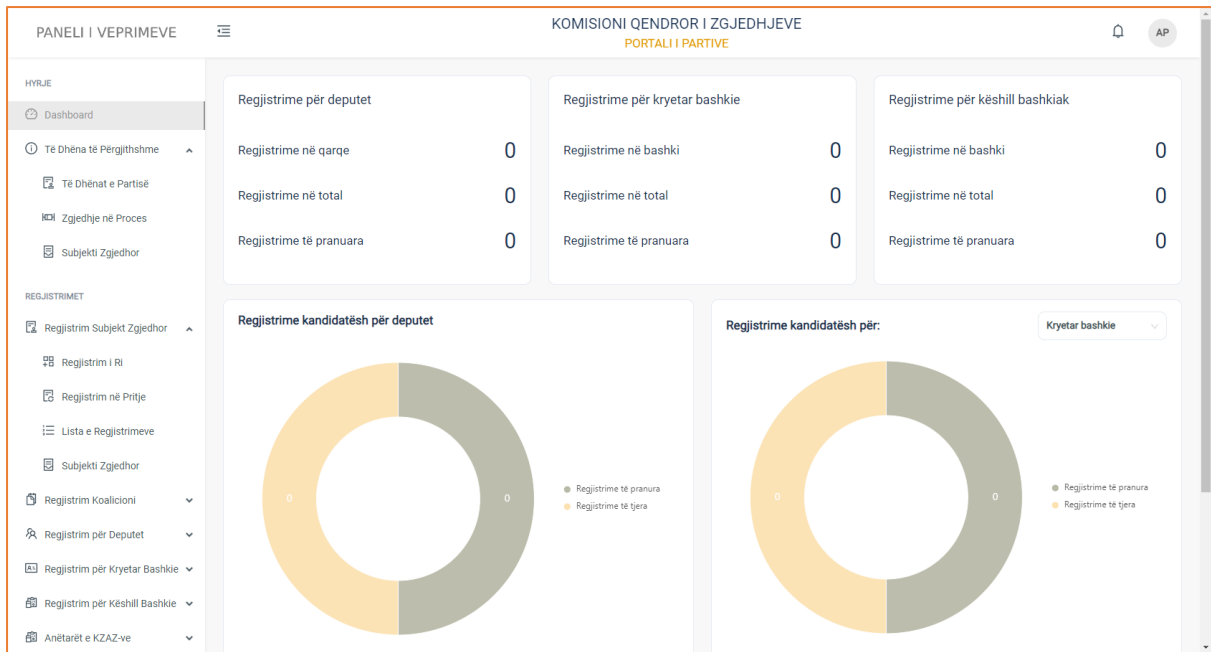 PANELI I VEPRIMEVE
KOMISIONI QENDROR I ZGJEDHJEVE
PORTALI I PARTIVE
AP
HYRJE
Dashboard
Të Dhëna të Përgjithshme
Të Dhënat e Partisë
Zgjedhje në Proces
Subjekti Zgjedhor
REGJISTRIMET
Regjistrim Subjekt Zgjedhor
Regjistrim i Ri
Regjistrim në Pritje
Lista e Regjistrimeve
Subjekti Zgjedhor
Regjistrim Koalicioni
Regjistrim për Deputet
Regjistrim për Kryetar Bashkie
Regjistrim për Këshill Bashkie
Anëtarët e KZAZ-ve
Regjistrime për deputet
Regjistrime në qarqe 0
Regjistrime në total 0
Regjistrime të pranuara 0
Regjistrime për kryetar bashkie
Regjistrime në bashki 0
Regjistrime në total 0
Regjistrime të pranuara 0
Regjistrime për këshill bashkiak
Regjistrime në bashki 0
Regjistrime në total 0
Regjistrime të pranuara 0
Regjistrime kandidatësh për deputet
0 0
Regjistrime të pranura
Regjistrime të tjera
Regjistrime kandidatësh për:
Kryetar bashkie
0 0
Regjistrime të pranura
Regjistrime të tjera